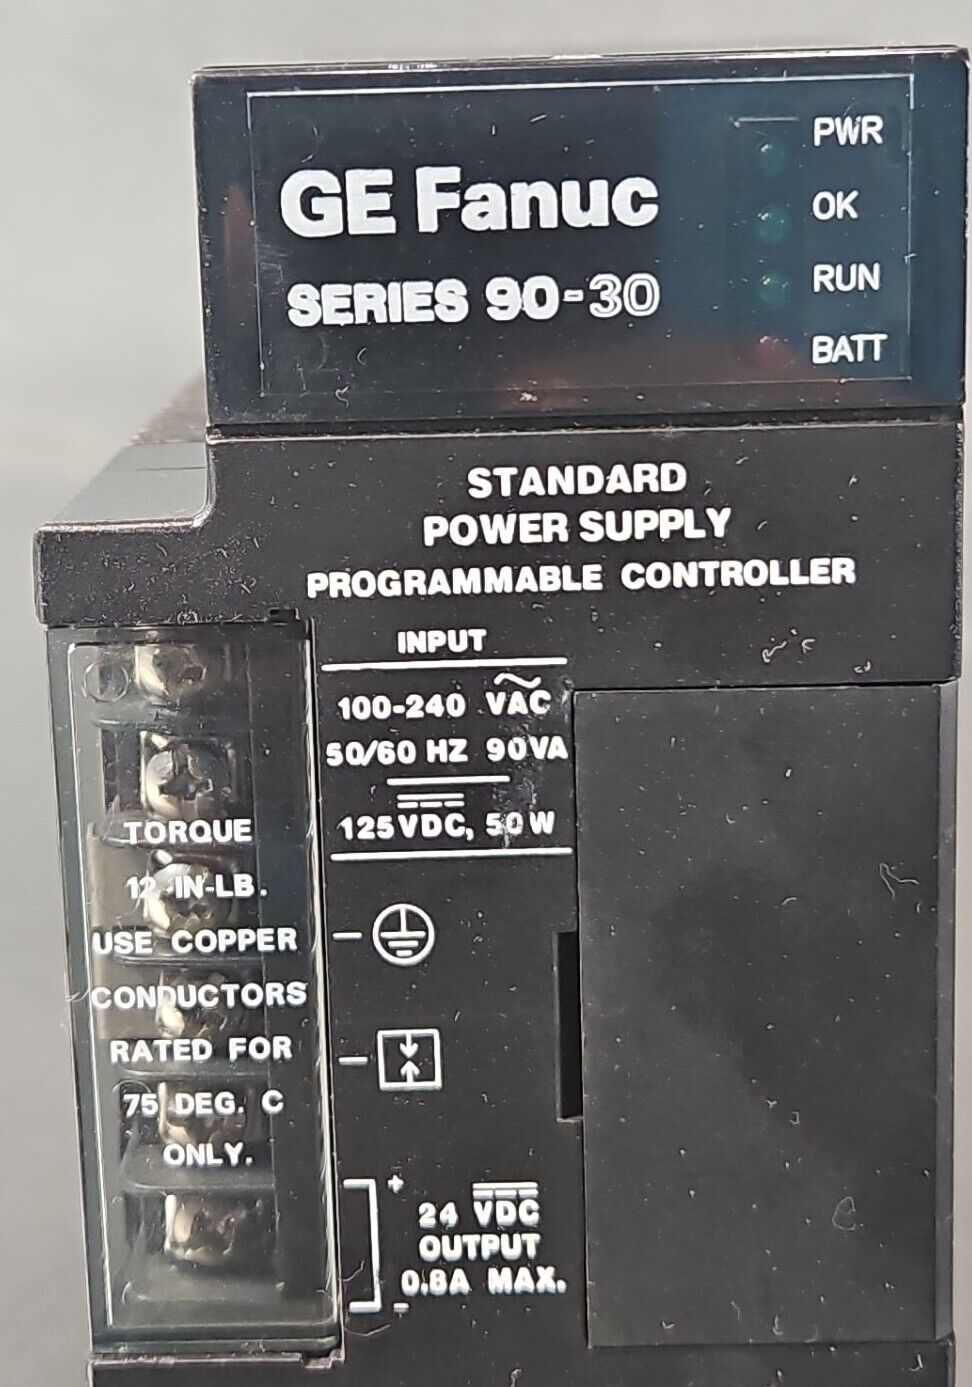 GE Fanuc
SERIES 90-30
PWR
OK
RUN
BATT
STANDARD
POWER SUPPLY
PROGRAMMABLE CONTROLLER
INPUT
100-240 VAC
50/60 HZ 90VA
125VDC, 50W
TORQUE
12 IN-LB.
USE COPPER
CONDUCTORS
RATED FOR
75 DEG. C
ONLY.
+
24 VDC
OUTPUT
0.8A MAX.
-